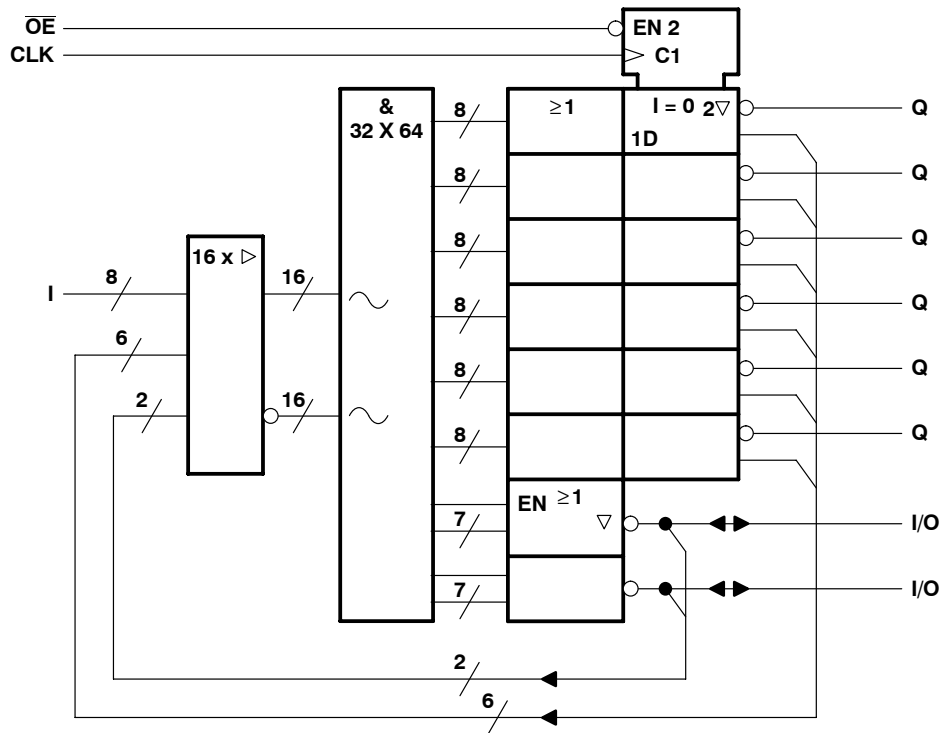 OE
EN 2
CLK
C1
&
32 X 64
8
≥1
I = 0 2▽
1D
Q
8
Q
16 x ▷
8
Q
I
8
16
8
Q
6
8
Q
2
16
8
Q
EN ≥1
▽
7
I/O
7
I/O
2
6